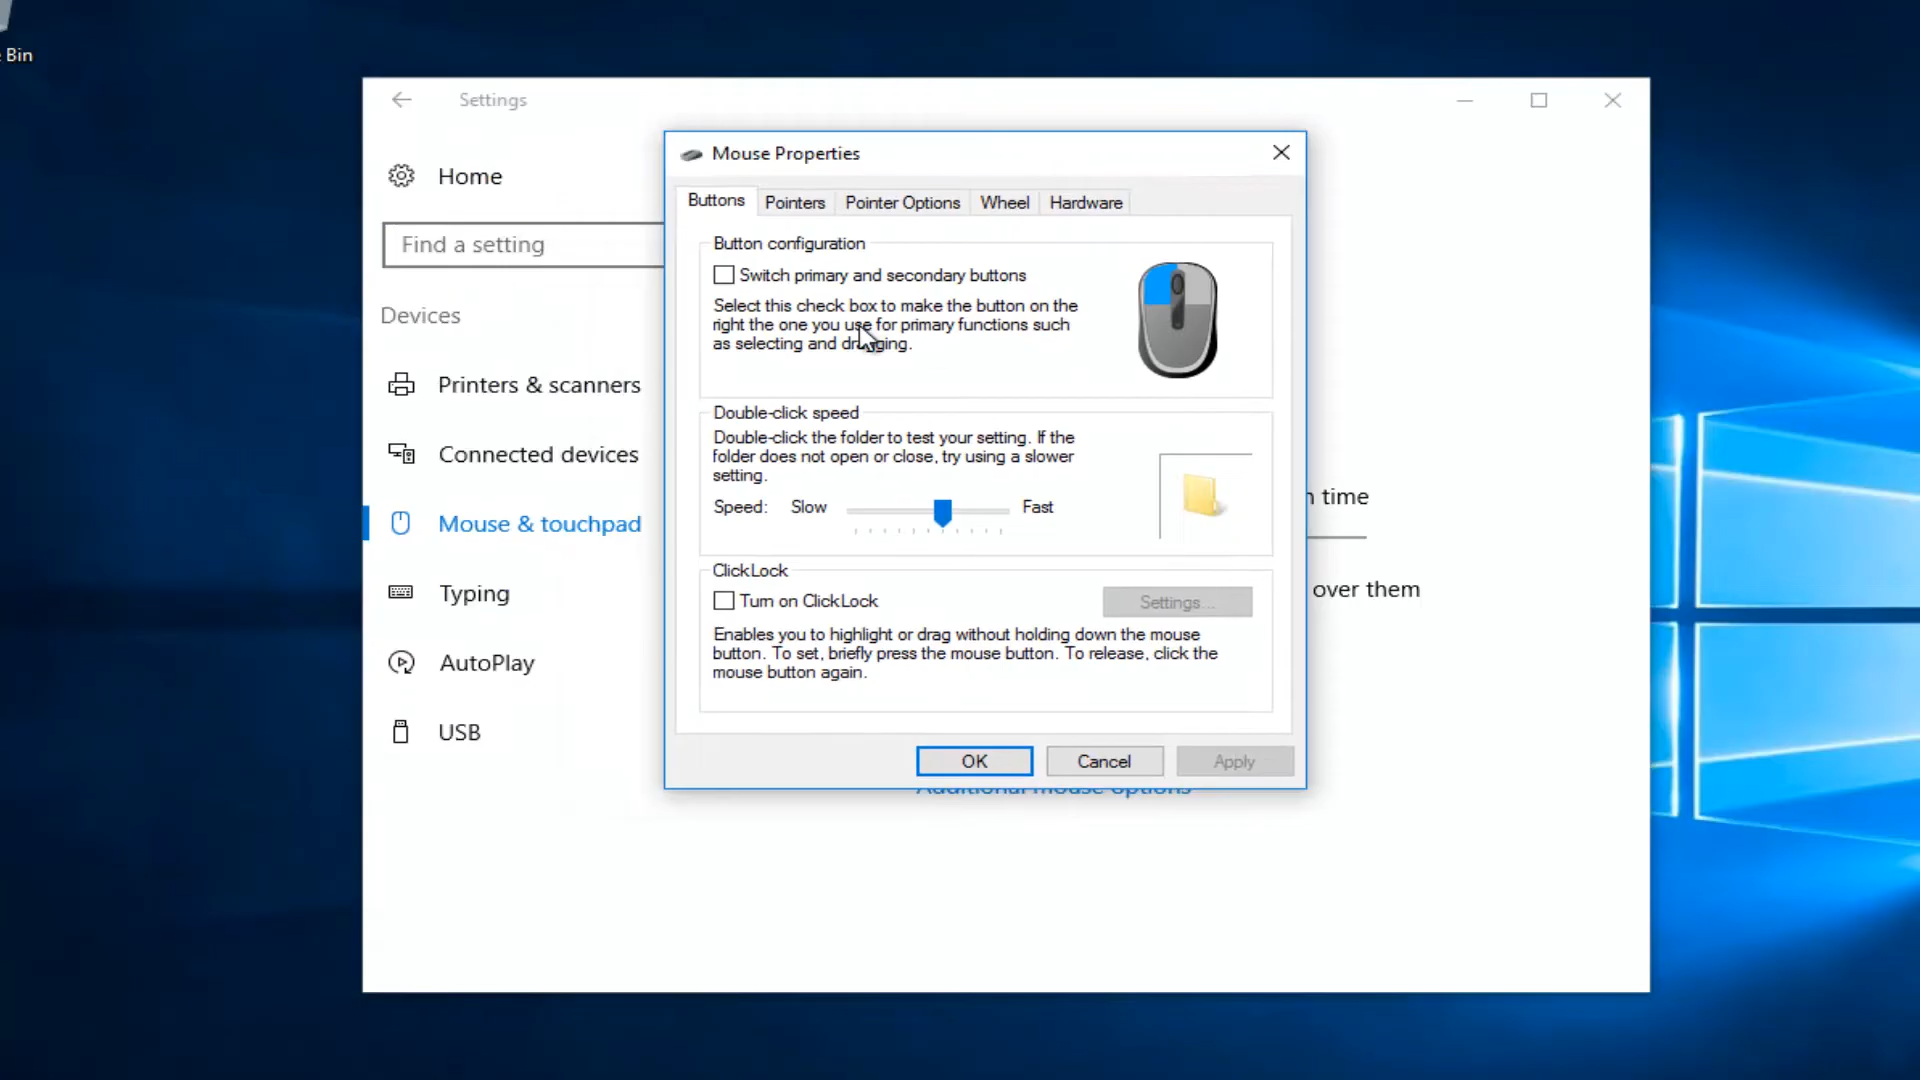 Bin
Settings
Home
Find a setting
Devices
Printers & scanners
Connected devices
Mouse & touchpad
Typing
AutoPlay
USB
Mouse Properties
Buttons Pointers Pointer Options Wheel Hardware
Button configuration
Switch primary and secondary buttons
Select this check box to make the button on the
right the one you use for primary functions such
as selecting and dragging.
Double-click speed
Double-click the folder to test your setting. If the
folder does not open or close, try using a slower
setting.
Speed: Slow Fast
ClickLock
Turn on ClickLock
Settings...
Enables you to highlight or drag without holding down the mouse
button. To set, briefly press the mouse button. To release, click the
mouse button again.
OK Cancel Apply
time
over them
Additional mouse options